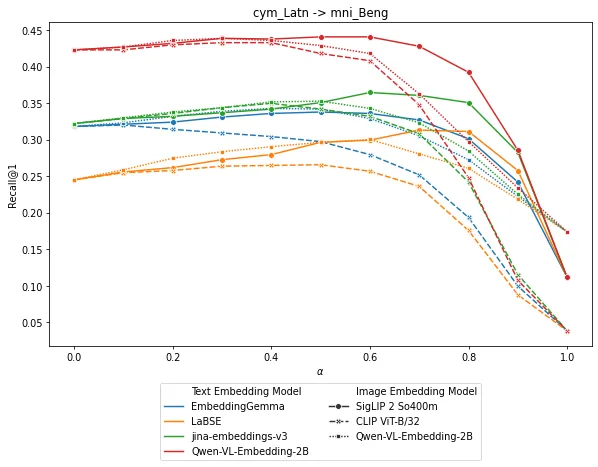 cym_Latn -> mni_Beng
Recall@1
0.45
0.40
0.35
0.30
0.25
0.20
0.15
0.10
0.05
0.0 0.2 0.4 0.6 0.8 1.0
α
Text Embedding Model
EmbeddingGemma
LaBSE
jina-embeddings-v3
Qwen-VL-Embedding-2B
Image Embedding Model
SigLIP 2 So400m
CLIP ViT-B/32
Qwen-VL-Embedding-2B